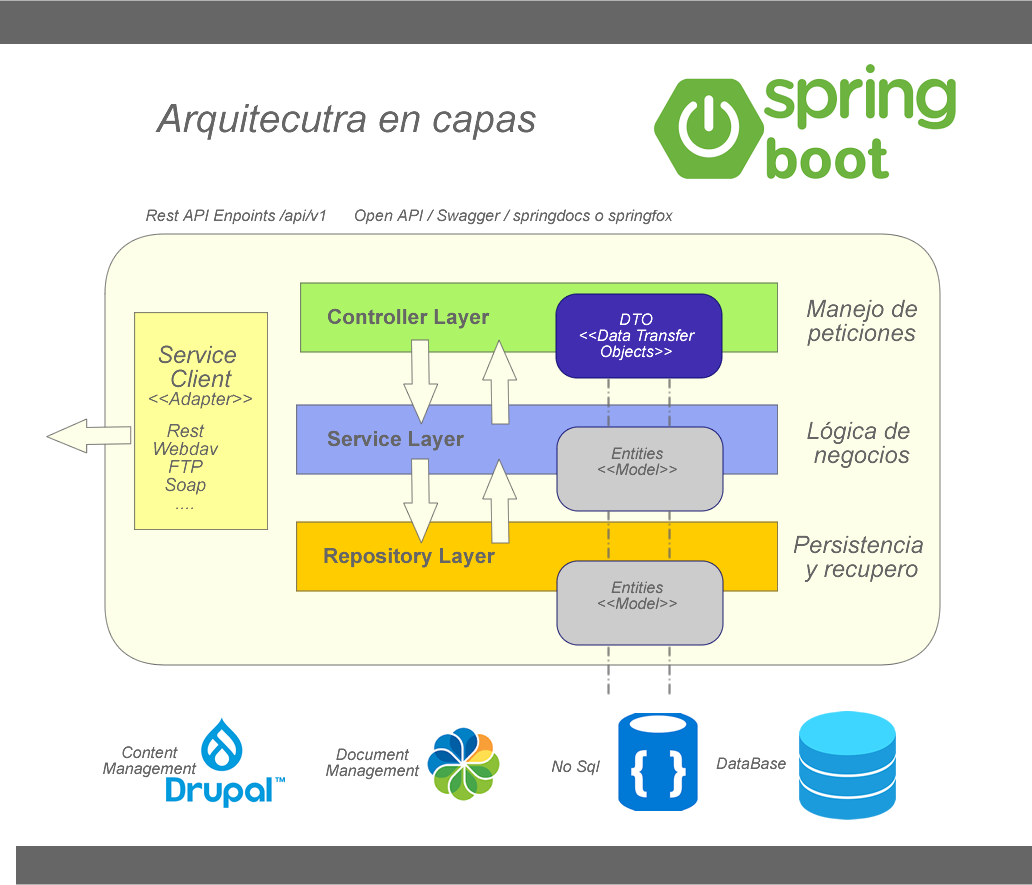 Arquitecutra en capas
spring
boot
Rest API Enpoints /api/v1
Open API / Swagger / springdocs o springfox
Controller Layer
DTO
<<Data Transfer
Objects>>
Manejo de
peticiones
Service
Client
<<Adapter>>
Rest
Webdav
FTP
Soap
....
Service Layer
Entities
<<Model>>
Lógica de
negocios
Repository Layer
Entities
<<Model>>
Persistencia
y recupero
Content
Management
Drupal™
Document
Management
No Sql
{ }
DataBase